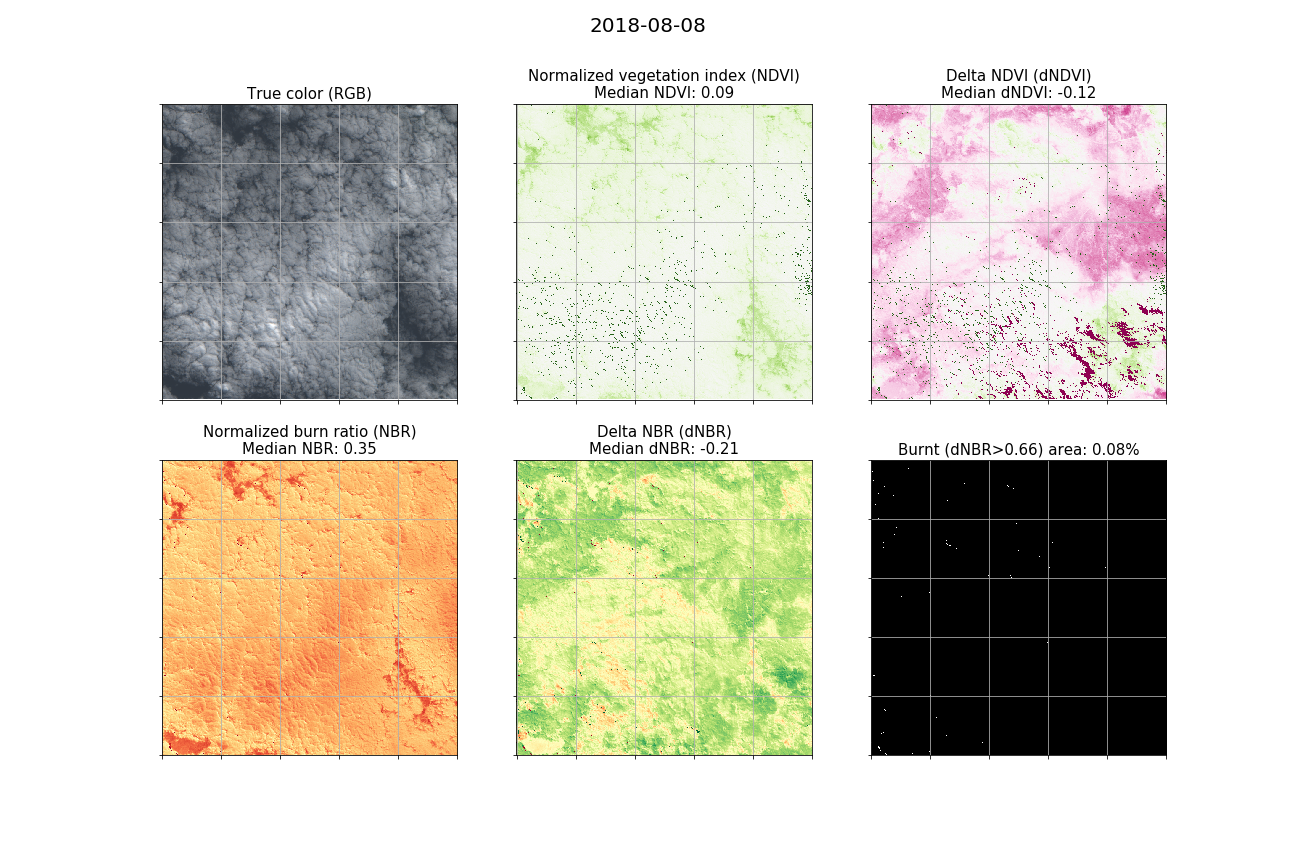 2018-08-08
True color (RGB)
Normalized vegetation index (NDVI)
Median NDVI: 0.09
Delta NDVI (dNDVI)
Median dNDVI: -0.12
Normalized burn ratio (NBR)
Median NBR: 0.35
Delta NBR (dNBR)
Median dNBR: -0.21
Burnt (dNBR>0.66) area: 0.08%